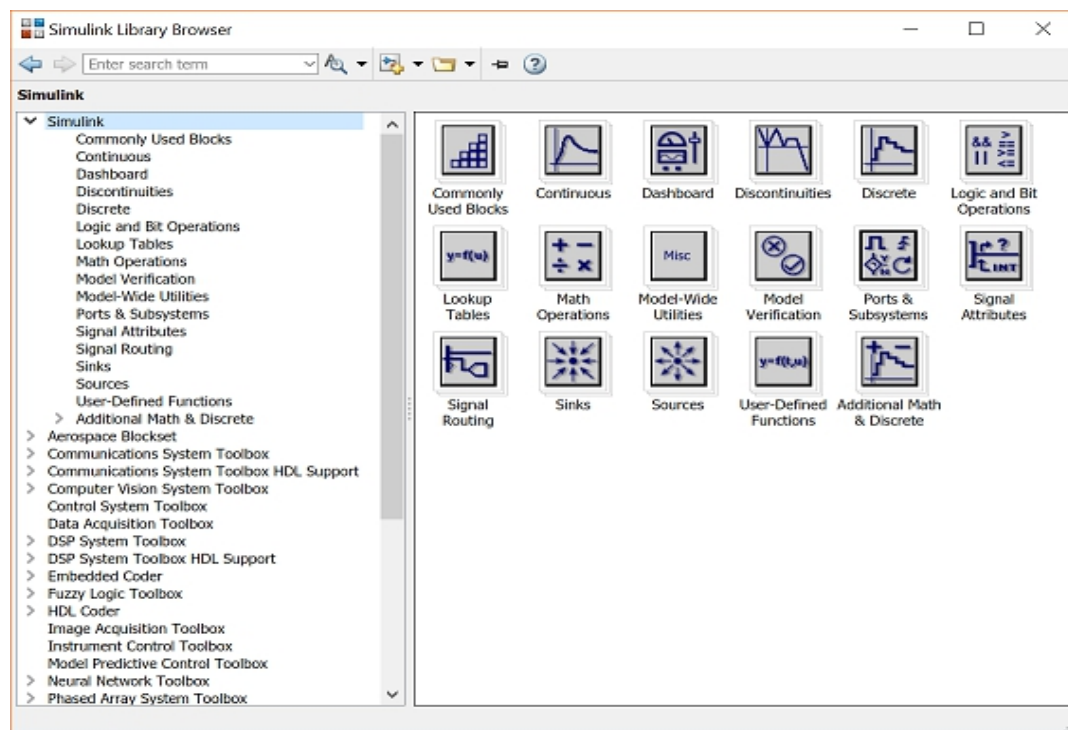 Simulink Library Browser
Enter search term
Simulink
Simulink
Commonly Used Blocks
Continuous
Dashboard
Discontinuities
Discrete
Logic and Bit Operations
Lookup Tables
Math Operations
Model Verification
Model-Wide Utilities
Ports & Subsystems
Signal Attributes
Signal Routing
Sinks
Sources
User-Defined Functions
Additional Math & Discrete
Aerospace Blockset
Communications System Toolbox
Communications System Toolbox HDL Support
Computer Vision System Toolbox
Control System Toolbox
Data Acquisition Toolbox
DSP System Toolbox
DSP System Toolbox HDL Support
Embedded Coder
Fuzzy Logic Toolbox
HDL Coder
Image Acquisition Toolbox
Instrument Control Toolbox
Model Predictive Control Toolbox
Neural Network Toolbox
Phased Array System Toolbox
&& >
|| >=
<=
Commonly Continuous Dashboard Discontinuities Discrete Logic and Bit
Used Blocks Operations
y=f(u) + − Misc ?
÷ × Y N INT
Lookup Math Model-Wide Model Ports & Signal
Tables Operations Utilities Verification Subsystems Attributes
y=f(t,u) + −
Signal Sinks Sources User-Defined Additional Math
Routing Functions & Discrete